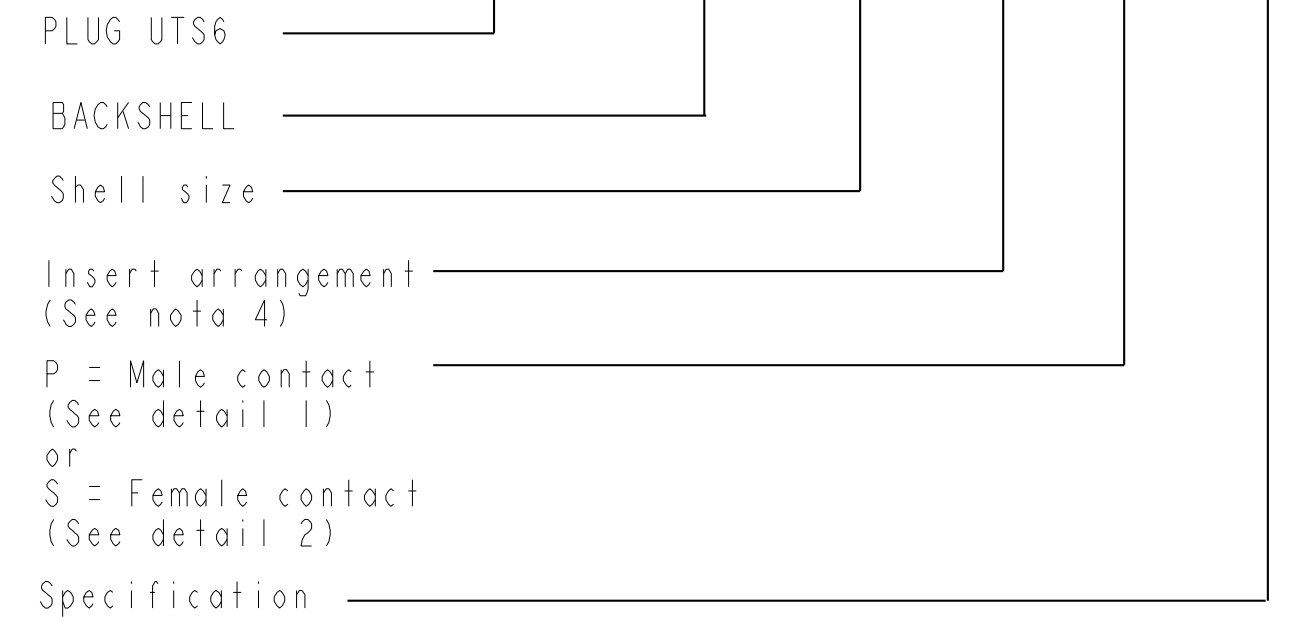 PLUG UTS6
BACKSHELL
Shell size
Insert arrangement
(See nota 4)
P = Male contact
(See detail 1)
or
S = Female contact
(See detail 2)
Specification